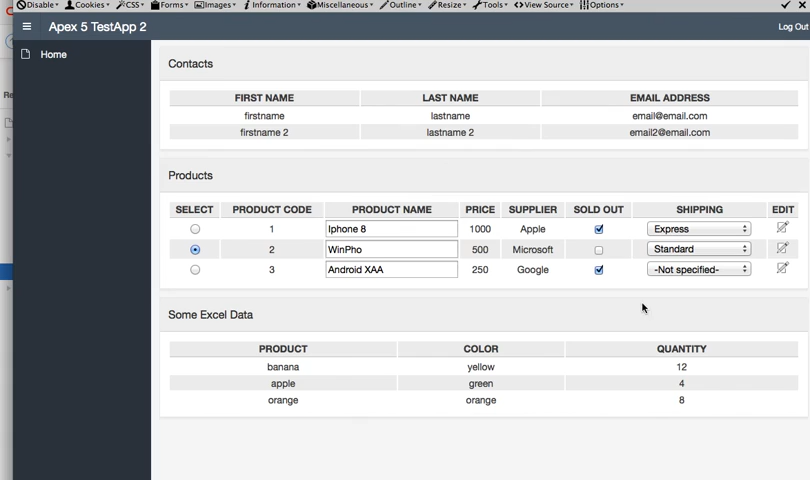 Disable Cookies CSS Forms Images Information Miscellaneous Outline Resize Tools View Source Options
Apex 5 TestApp 2 Log Out
Home
Contacts
FIRST NAME LAST NAME EMAIL ADDRESS
firstname lastname email@email.com
firstname 2 lastname 2 email2@email.com
Products
SELECT PRODUCT CODE PRODUCT NAME PRICE SUPPLIER SOLD OUT SHIPPING EDIT
1 Iphone 8 1000 Apple Express
2 WinPho 500 Microsoft Standard
3 Android XAA 250 Google -Not specified-
Some Excel Data
PRODUCT COLOR QUANTITY
banana yellow 12
apple green 4
orange orange 8